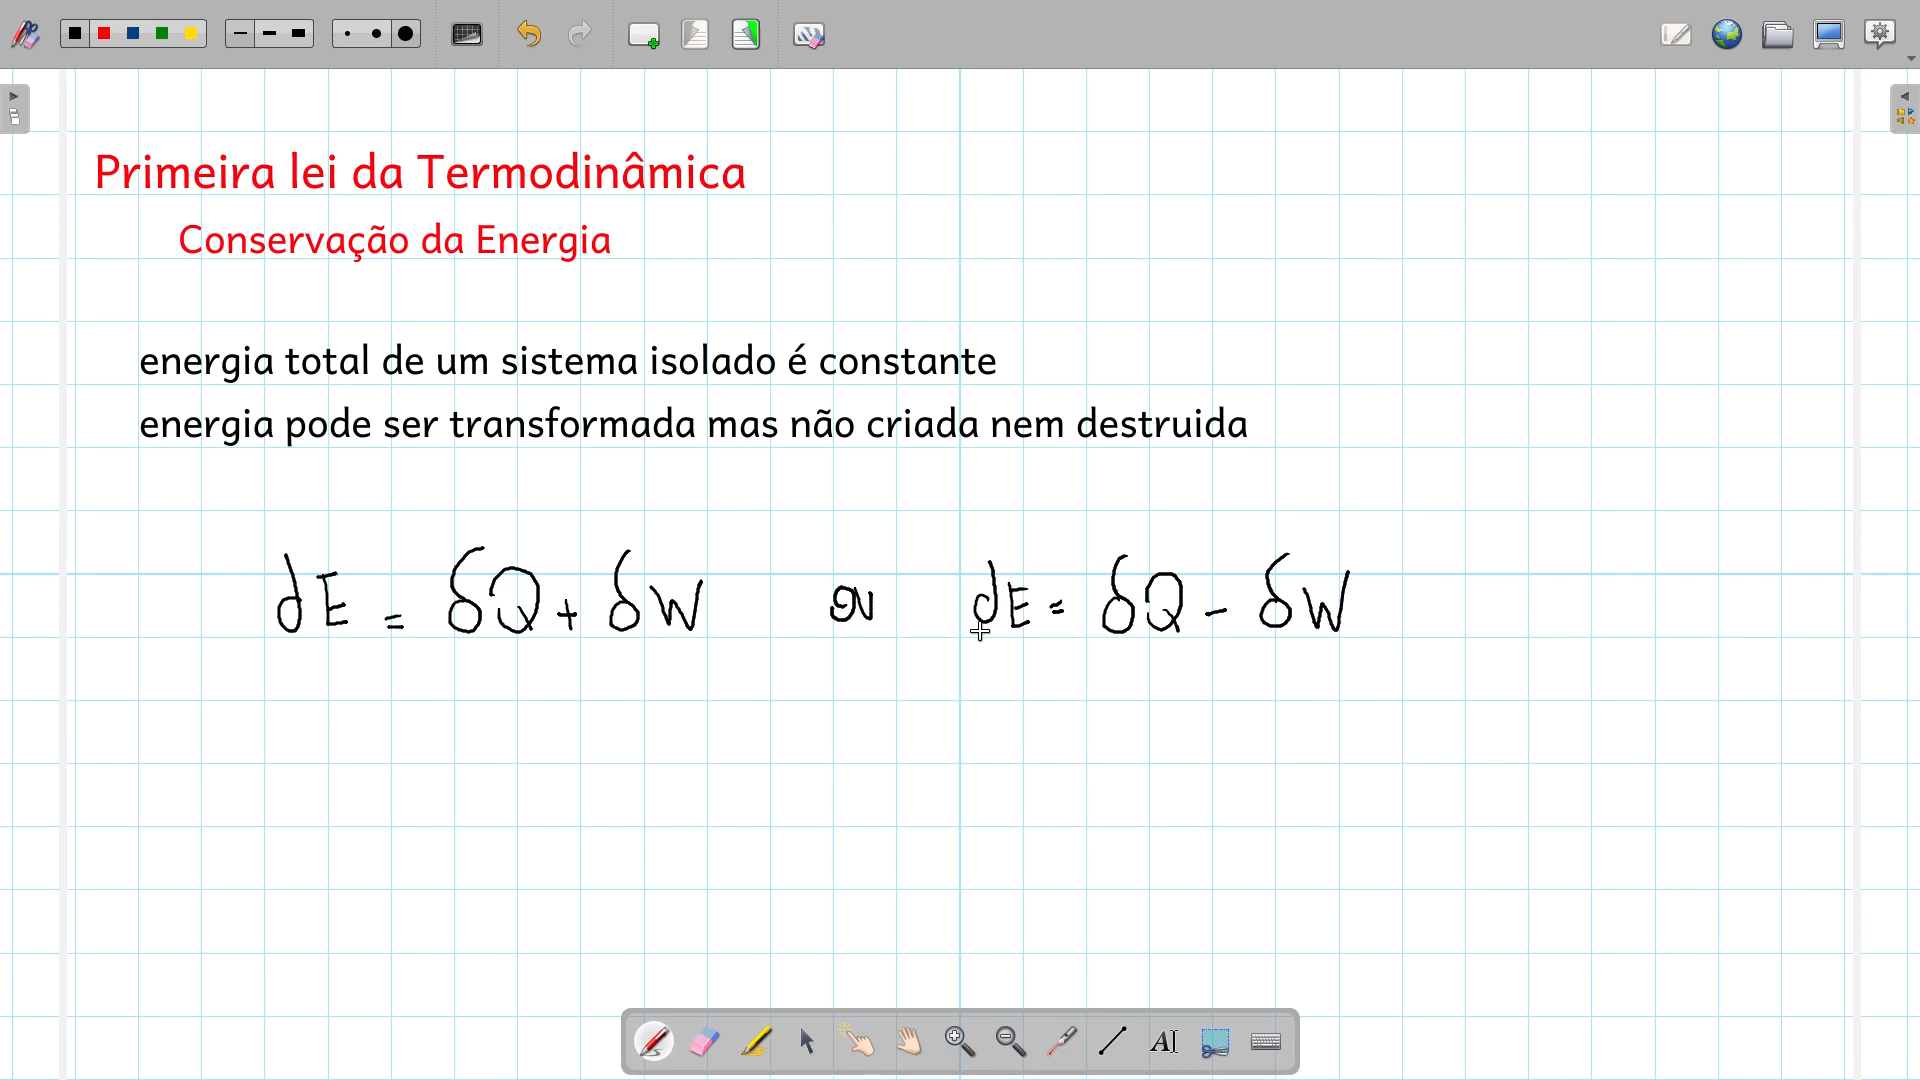 Primeira lei da Termodinâmica
Conservação da Energia
energia total de um sistema isolado é constante
energia pode ser transformada mas não criada nem destruida
dE = δQ + δW ou dE = δQ - δW